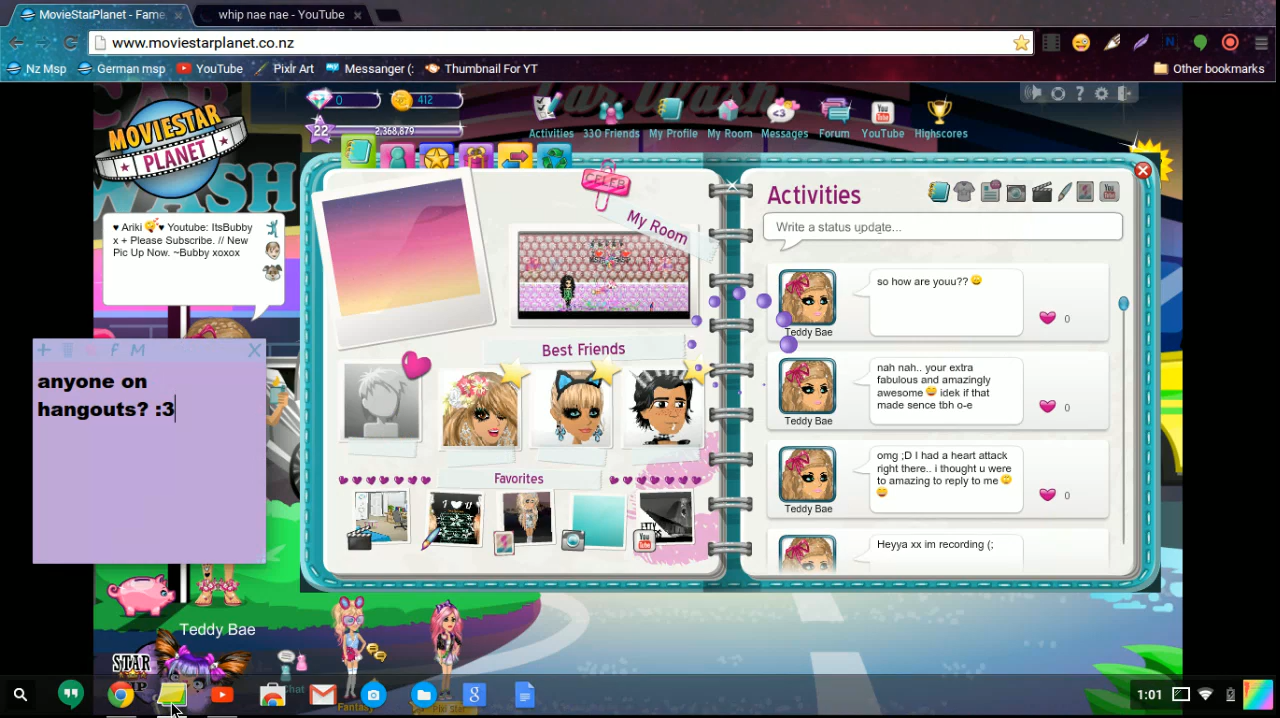 MovieStarPlanet - Fame,
whip nae nae - YouTube
www.moviestarplanet.co.nz
Nz Msp
German msp
YouTube
Pixlr Art
Messanger (:
Thumbnail For YT
Other bookmarks
MOVIESTAR
PLANET
0
412
22
2,368,879
Activities
330 Friends
My Profile
My Room
Messages
Forum
YouTube
Highscores
♥ Ariki 🥰♥ Youtube: ItsBubby
x + Please Subscribe. // New
Pic Up Now. ~Bubby xoxox
CELEB
My Room
Best Friends
Favorites
Activities
Write a status update...
so how are youu?? 😄
0
Teddy Bae
nah nah.. your extra
fabulous and amazingly
awesome 😄 idek if that
made sence tbh o-e
0
Teddy Bae
omg ;D I had a heart attack
right there.. i thought u were
to amazing to reply to me 😄
😄
0
Teddy Bae
Heyya xx im recording (;
+ F M X
anyone on
hangouts? :3
Teddy Bae
STAR
Chat
Fantasy
1:01